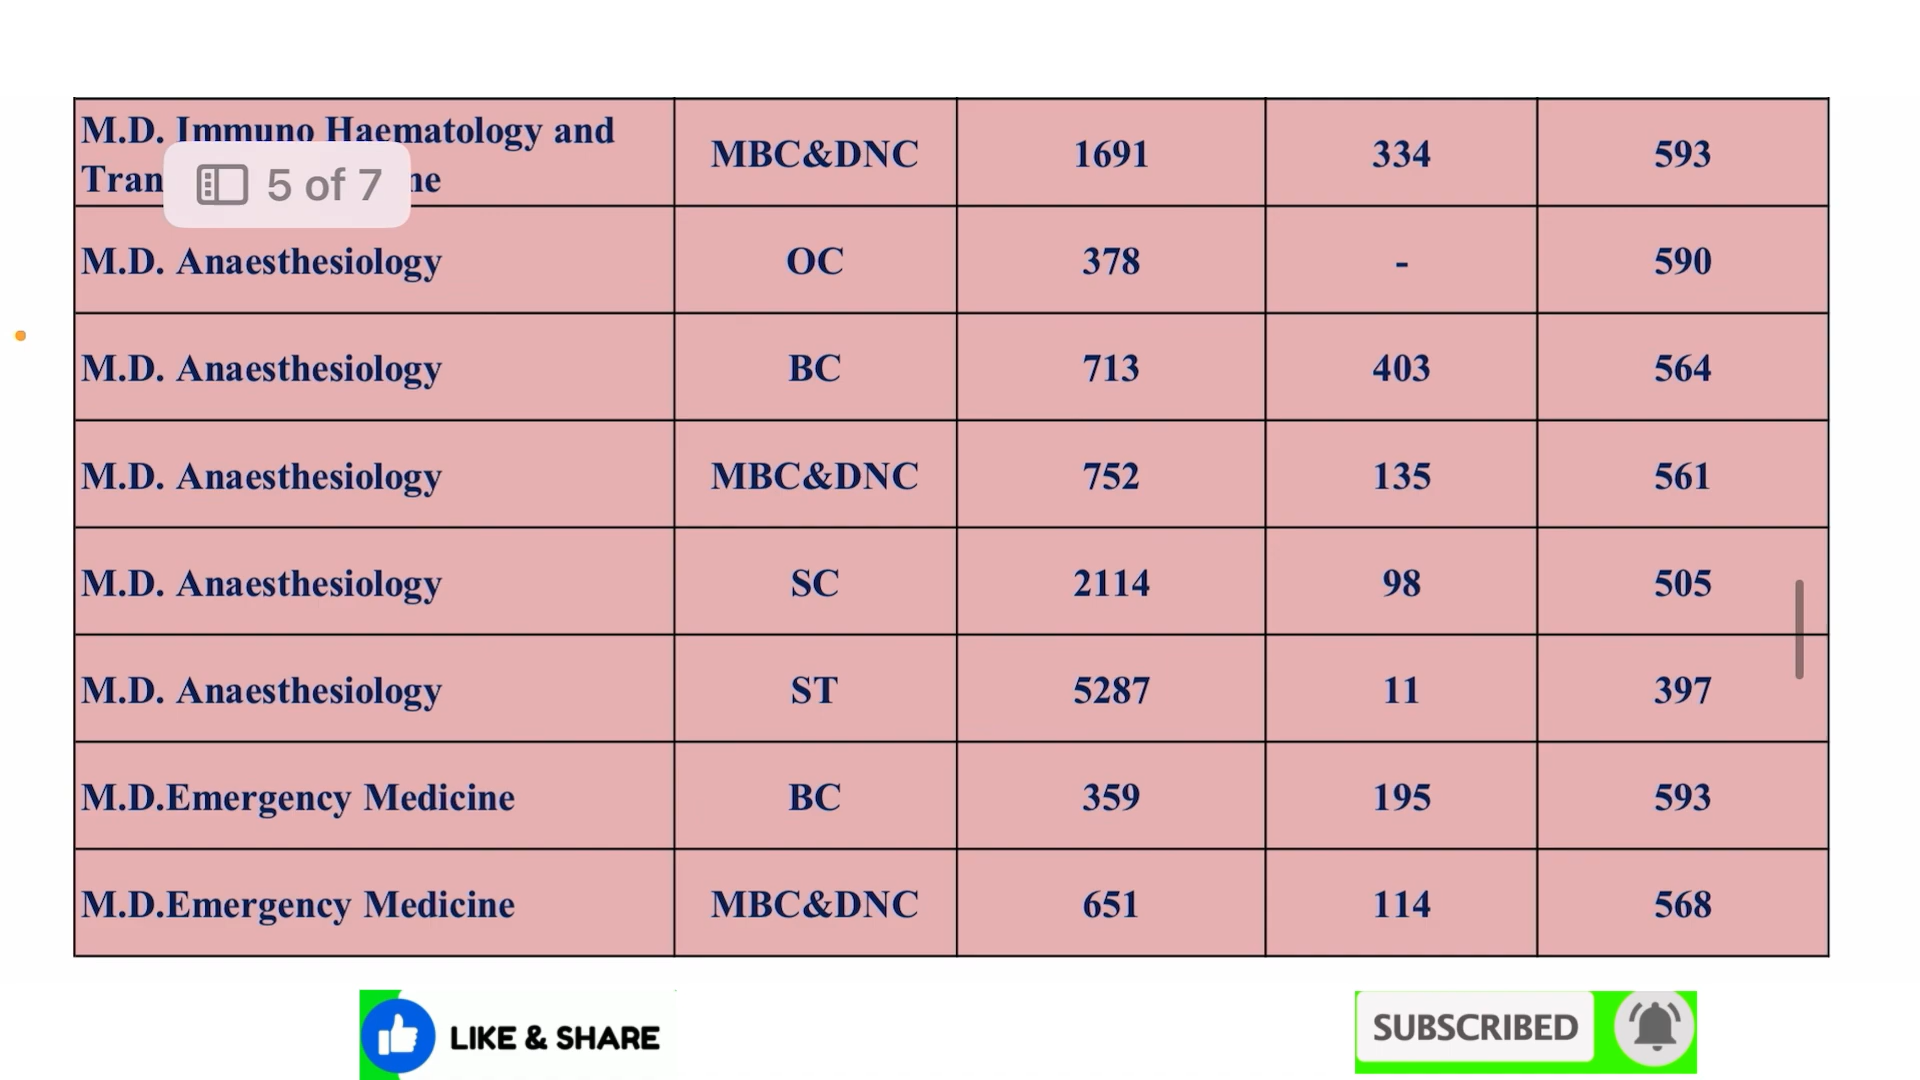 M.D. Immuno Haematology and MBC&DNC 1691 334 593
5 of 7
M.D. Anaesthesiology OC 378 - 590
M.D. Anaesthesiology BC 713 403 564
M.D. Anaesthesiology MBC&DNC 752 135 561
M.D. Anaesthesiology SC 2114 98 505
M.D. Anaesthesiology ST 5287 11 397
M.D.Emergency Medicine BC 359 195 593
M.D.Emergency Medicine MBC&DNC 651 114 568
LIKE & SHARE
SUBSCRIBED